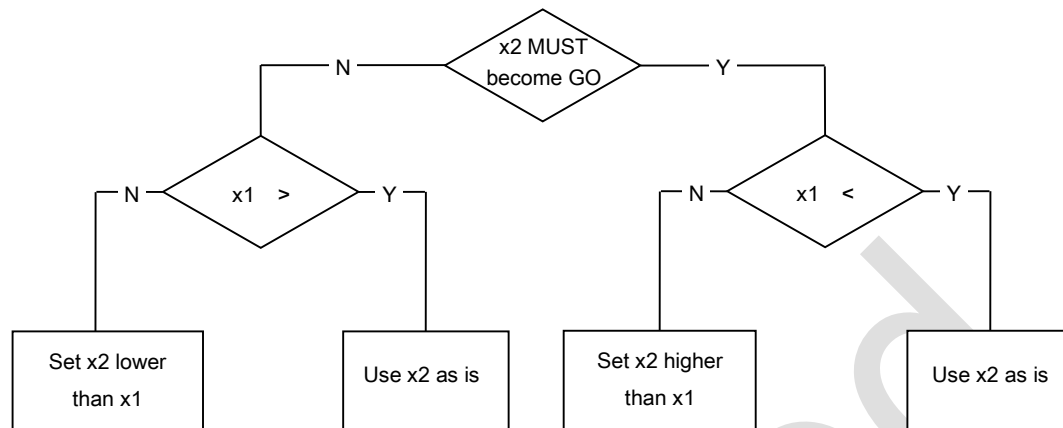 x2 MUST
become GO
N
Y
N
x1 >
Y
N
x1 <
Y
Set x2 lower
than x1
Use x2 as is
Set x2 higher
than x1
Use x2 as is